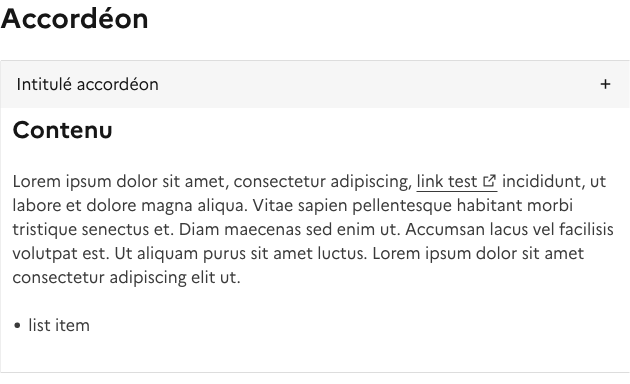 Accordéon
Intitulé accordéon +
Contenu
Lorem ipsum dolor sit amet, consectetur adipiscing, link test incididunt, ut
labore et dolore magna aliqua. Vitae sapien pellentesque habitant morbi
tristique senectus et. Diam maecenas sed enim ut. Accumsan lacus vel facilisis
volutpat est. Ut aliquam purus sit amet luctus. Lorem ipsum dolor sit amet
consectetur adipiscing elit ut.
• list item